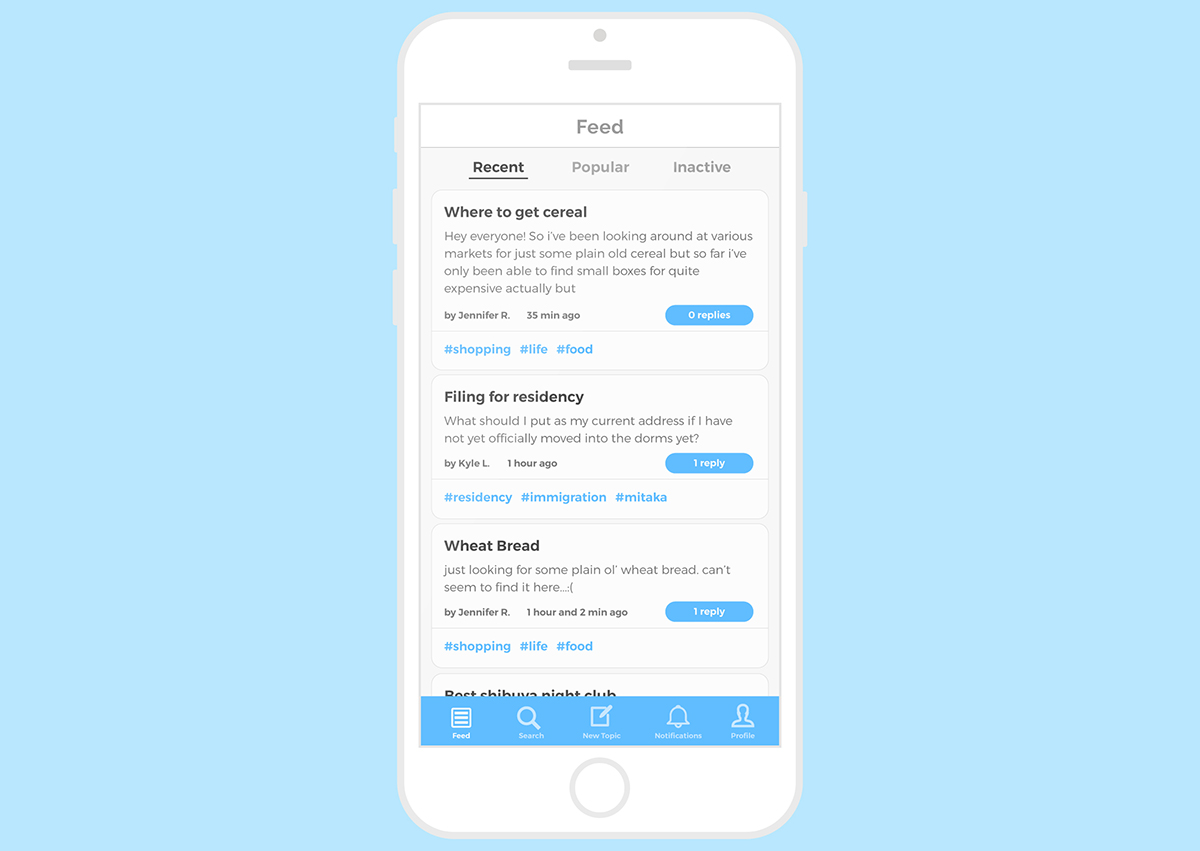 Feed
Recent Popular Inactive
Where to get cereal
Hey everyone! So i've been looking around at various
markets for just some plain old cereal but so far i've
only been able to find small boxes for quite
expensive actually but
by Jennifer R. 35 min ago 0 replies
#shopping #life #food
Filing for residency
What should I put as my current address if I have
not yet officially moved into the dorms yet?
by Kyle L. 1 hour ago 1 reply
#residency #immigration #mitaka
Wheat Bread
just looking for some plain ol' wheat bread. can't
seem to find it here...:(
by Jennifer R. 1 hour and 2 min ago 1 reply
#shopping #life #food
Best shibuya night club
Feed Search New Topic Notifications Profile